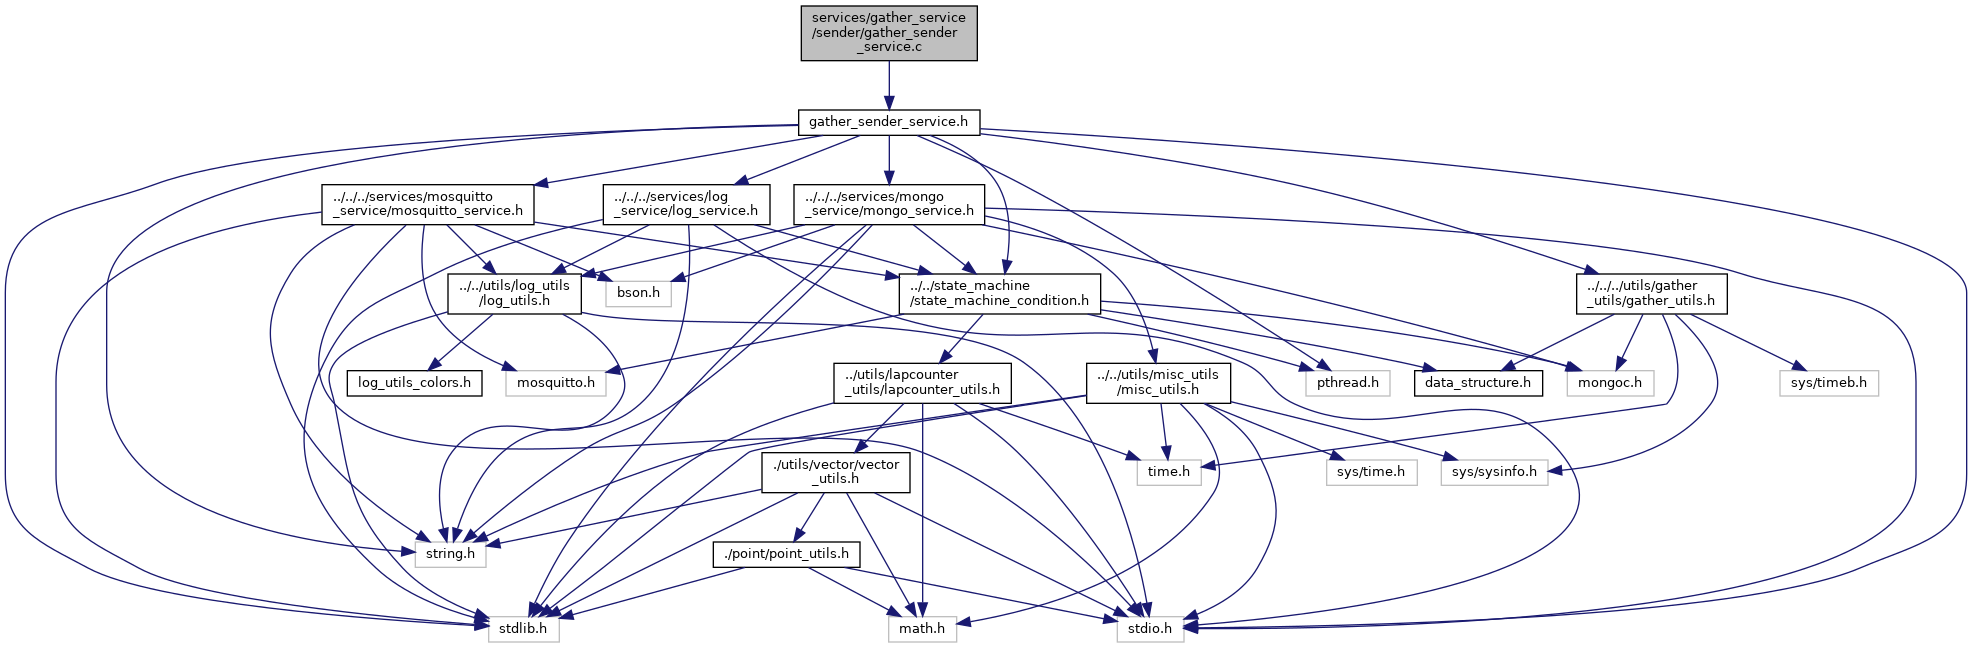 services/gather_service
/sender/gather_sender
_service.c
gather_sender_service.h
../../../services/mosquitto
_service/mosquitto_service.h
../../../services/log
_service/log_service.h
../../../services/mongo
_service/mongo_service.h
../../utils/log_utils
/log_utils.h
bson.h
../../state_machine
/state_machine_condition.h
../../../utils/gather
_utils/gather_utils.h
log_utils_colors.h
mosquitto.h
../utils/lapcounter
_utils/lapcounter_utils.h
../../utils/misc_utils
/misc_utils.h
pthread.h
data_structure.h
mongoc.h
sys/timeb.h
./utils/vector/vector
_utils.h
time.h
sys/time.h
sys/sysinfo.h
string.h
./point/point_utils.h
stdlib.h
math.h
stdio.h